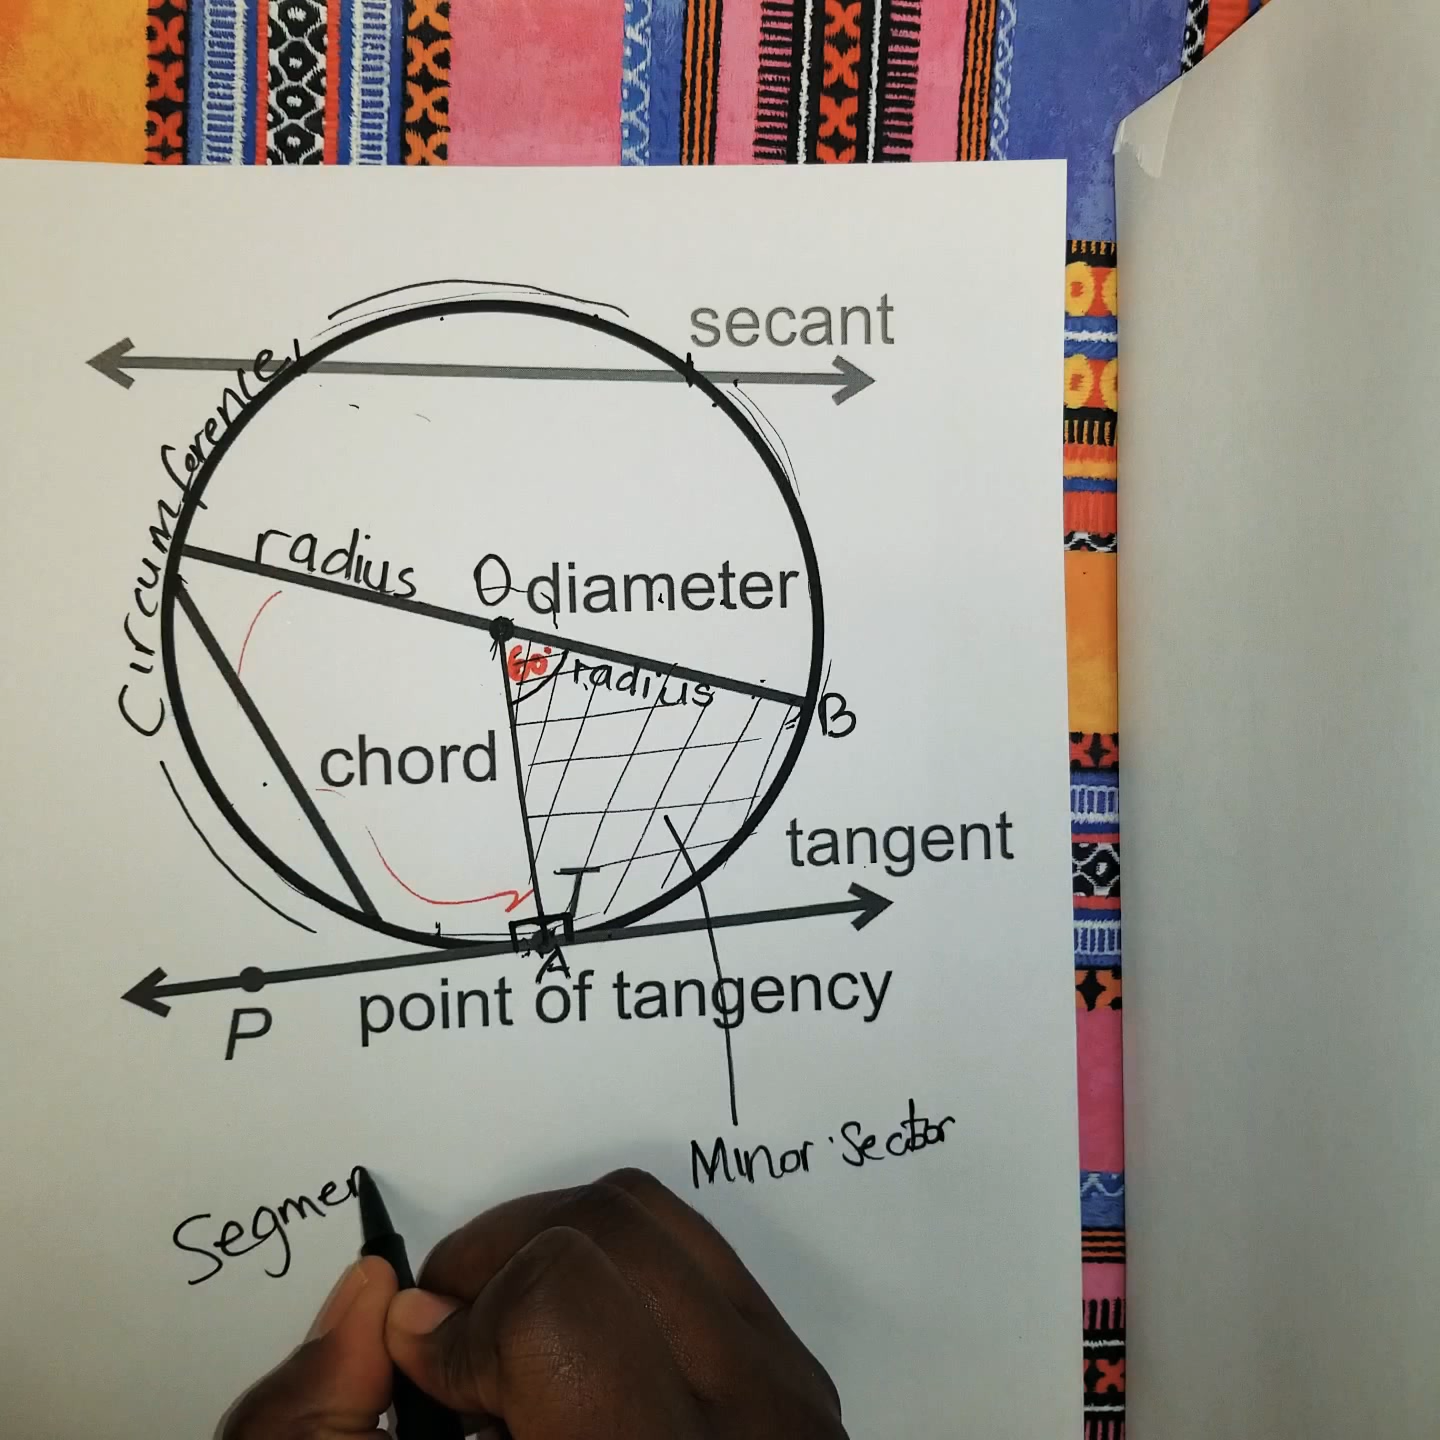 secant
Circumference
radius
O
diameter
60°
radius
B
chord
tangent
T
A
P
point of tangency
Minor Sector
Segmen